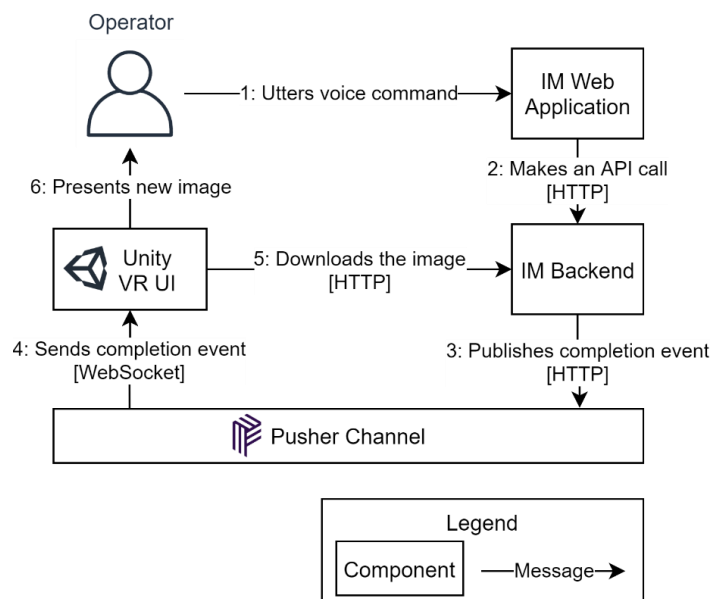 Operator
1: Utters voice command
IM Web
Application
2: Makes an API call
[HTTP]
6: Presents new image
Unity
VR UI
5: Downloads the image
[HTTP]
IM Backend
4: Sends completion event
[WebSocket]
3: Publishes completion event
[HTTP]
Pusher Channel
Legend
Component
Message